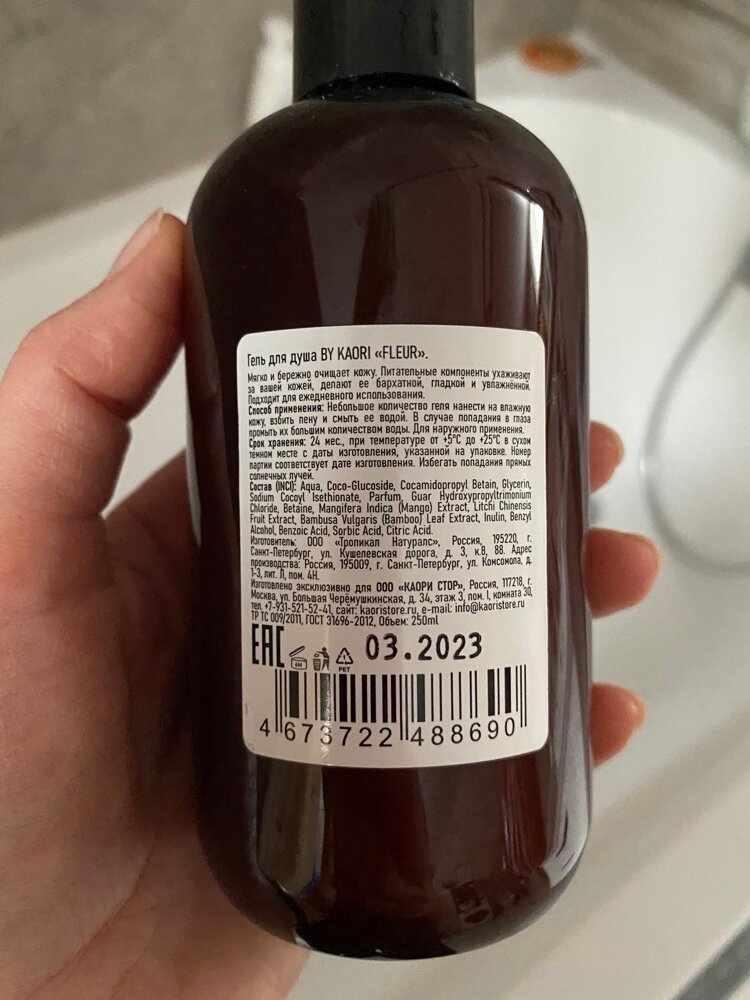 Гель для душа BY KAORI «FLEUR».
Мягко и бережно очищает кожу. Питательные компоненты ухаживают
за вашей кожей, делают ее бархатной, гладкой и увлажнённой.
Подходит для ежедневного использования.
Способ применения: Небольшое количество геля нанести на влажную
кожу, взбить пену и смыть ее водой. В случае попадания в глаза
промыть их большим количеством воды. Для наружного применения.
Срок хранения: 24 мес., при температуре от +5°C до +25°C в сухом
темном месте с даты изготовления, указанной на упаковке. Номер
партии соответствует дате изготовления. Избегать попадания прямых
солнечных лучей.
Состав (INCI): Aqua, Coco-Glucoside, Cocamidopropyl Betain, Glycerin,
Sodium Cocoyl Isethionate, Parfum, Guar Hydroxypropyltrimonium
Chloride, Betaine, Mangifera Indica (Mango) Extract, Litchi Chinensis
Fruit Extract, Bambusa Vulgaris (Bamboo) Leaf Extract, Inulin, Benzyl
Alcohol, Benzoic Acid, Sorbic Acid, Citric Acid.
Изготовитель: ООО «Тропикал Натуралс», Россия, 195220, г.
Санкт-Петербург, ул. Кушелевская дорога, д. 3, к.8, 88. Адрес
производства: Россия, 195009, г. Санкт-Петербург, ул. Комсомола, д.
1-3, лит. Л, пом. 4Н.
Изготовлено эксклюзивно для ООО «КАОРИ СТОР», Россия, 117218, г.
Москва, ул. Большая Черёмушкинская, д. 34, этаж 3, пом. I, комната 30,
тел. +7-931-521-52-41, сайт: kaoristore.ru, e-mail: info@kaoristore.ru
ТР ТС 009/2011, ГОСТ 31696-2012, Объем: 250ml
EAC 6M PET 03.2023
4 673722 488690